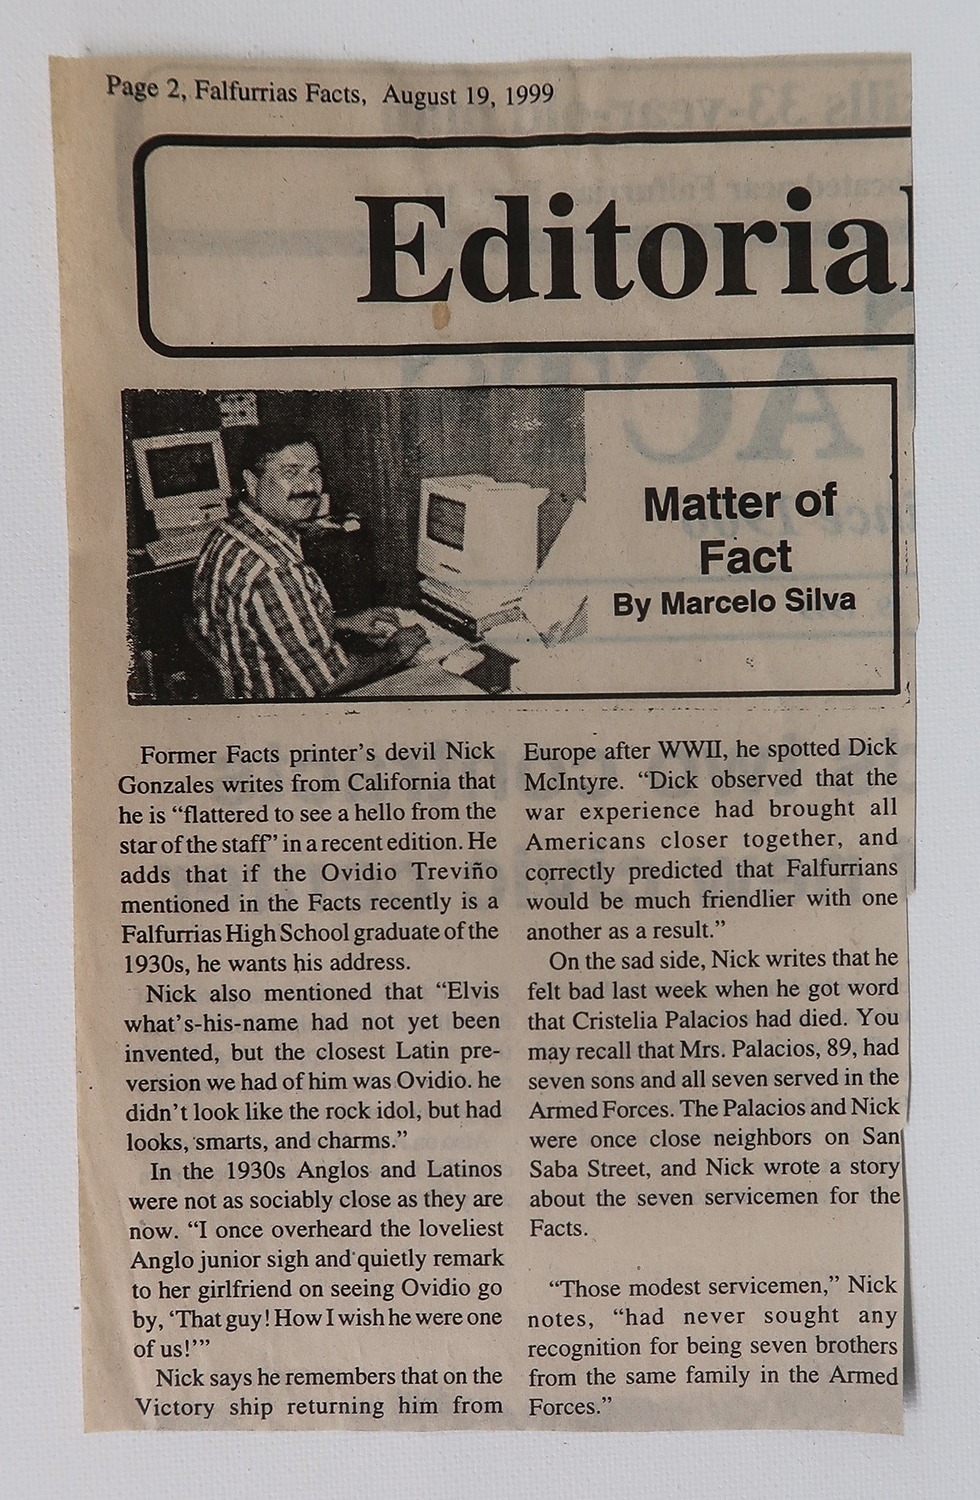 Page 2, Falfurrias Facts, August 19, 1999
Editorial
Matter of
Fact
By Marcelo Silva
Former Facts printer's devil Nick
Gonzales writes from California that
he is “flattered to see a hello from the
star of the staff” in a recent edition. He
adds that if the Ovidio Treviño
mentioned in the Facts recently is a
Falfurrias High School graduate of the
1930s, he wants his address.
Nick also mentioned that “Elvis
what's-his-name had not yet been
invented, but the closest Latin pre-
version we had of him was Ovidio. he
didn't look like the rock idol, but had
looks, smarts, and charms.”
In the 1930s Anglos and Latinos
were not as sociably close as they are
now. “I once overheard the loveliest
Anglo junior sigh and quietly remark
to her girlfriend on seeing Ovidio go
by, ‘That guy! How I wish he were one
of us!’”
Nick says he remembers that on the
Victory ship returning him from
Europe after WWII, he spotted Dick
McIntyre. “Dick observed that the
war experience had brought all
Americans closer together, and
correctly predicted that Falfurrians
would be much friendlier with one
another as a result.”
On the sad side, Nick writes that he
felt bad last week when he got word
that Cristelia Palacios had died. You
may recall that Mrs. Palacios, 89, had
seven sons and all seven served in the
Armed Forces. The Palacios and Nick
were once close neighbors on San
Saba Street, and Nick wrote a story
about the seven servicemen for the
Facts.
“Those modest servicemen,” Nick
notes, “had never sought any
recognition for being seven brothers
from the same family in the Armed
Forces.”